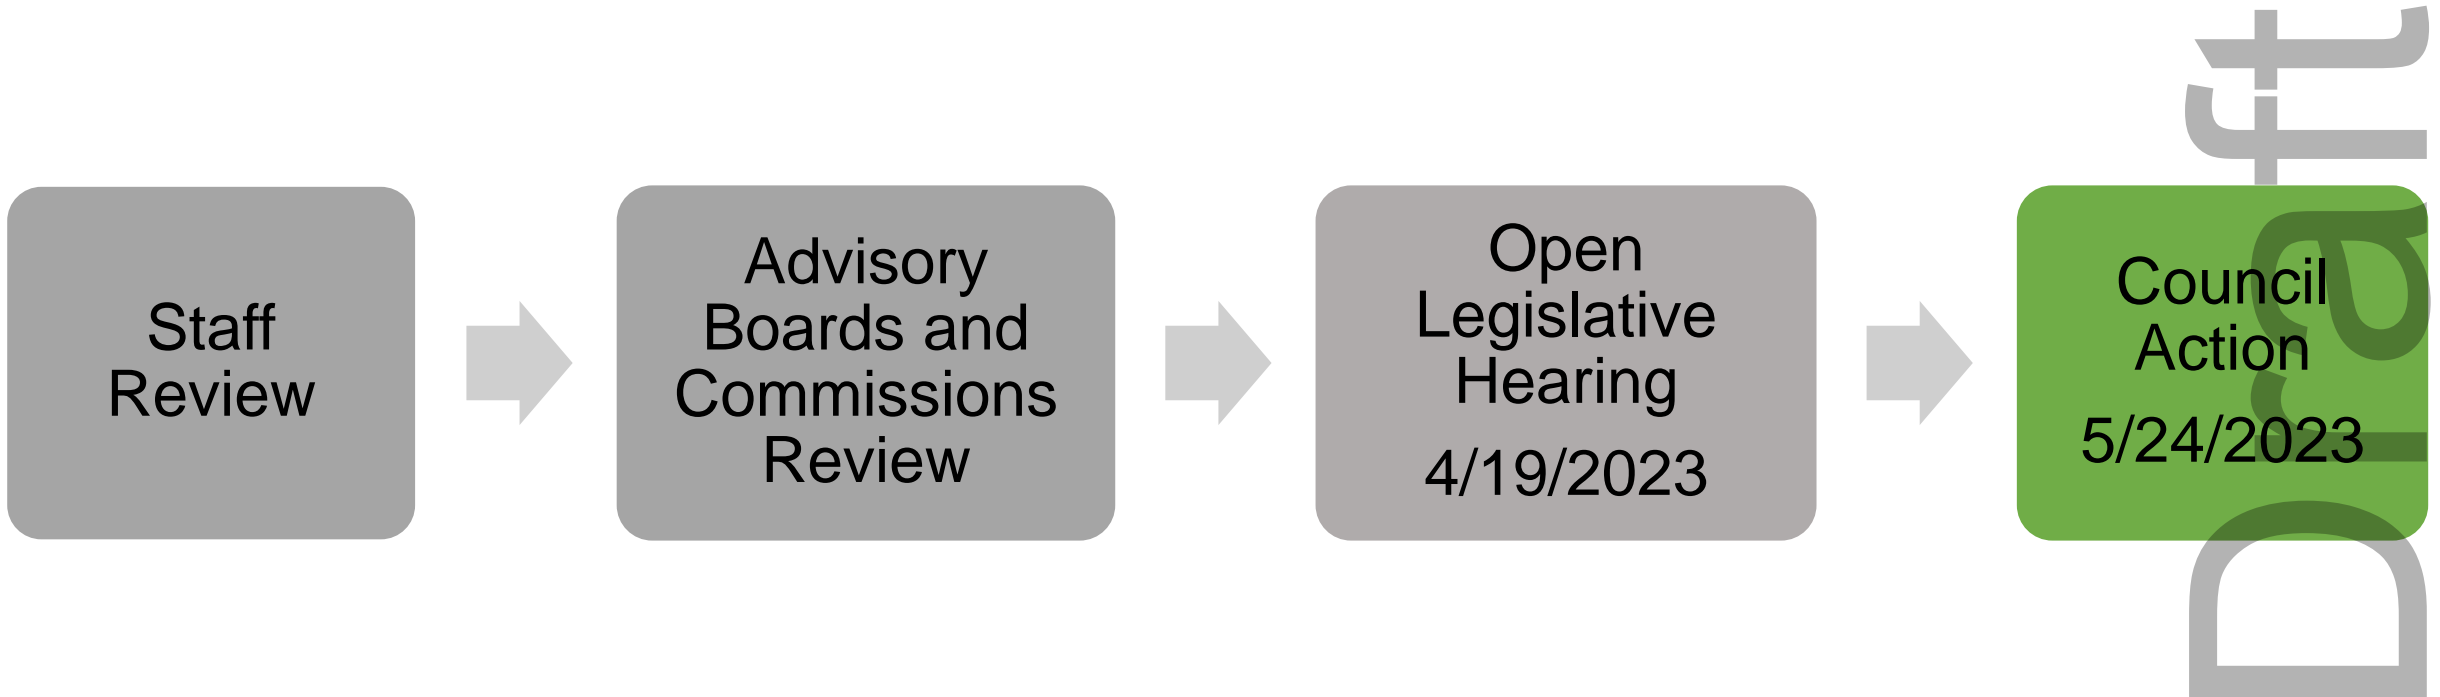 Staff
Review
Advisory
Boards and
Commissions
Review
Open
Legislative
Hearing
4/19/2023
Council
Action
5/24/2023
Draft